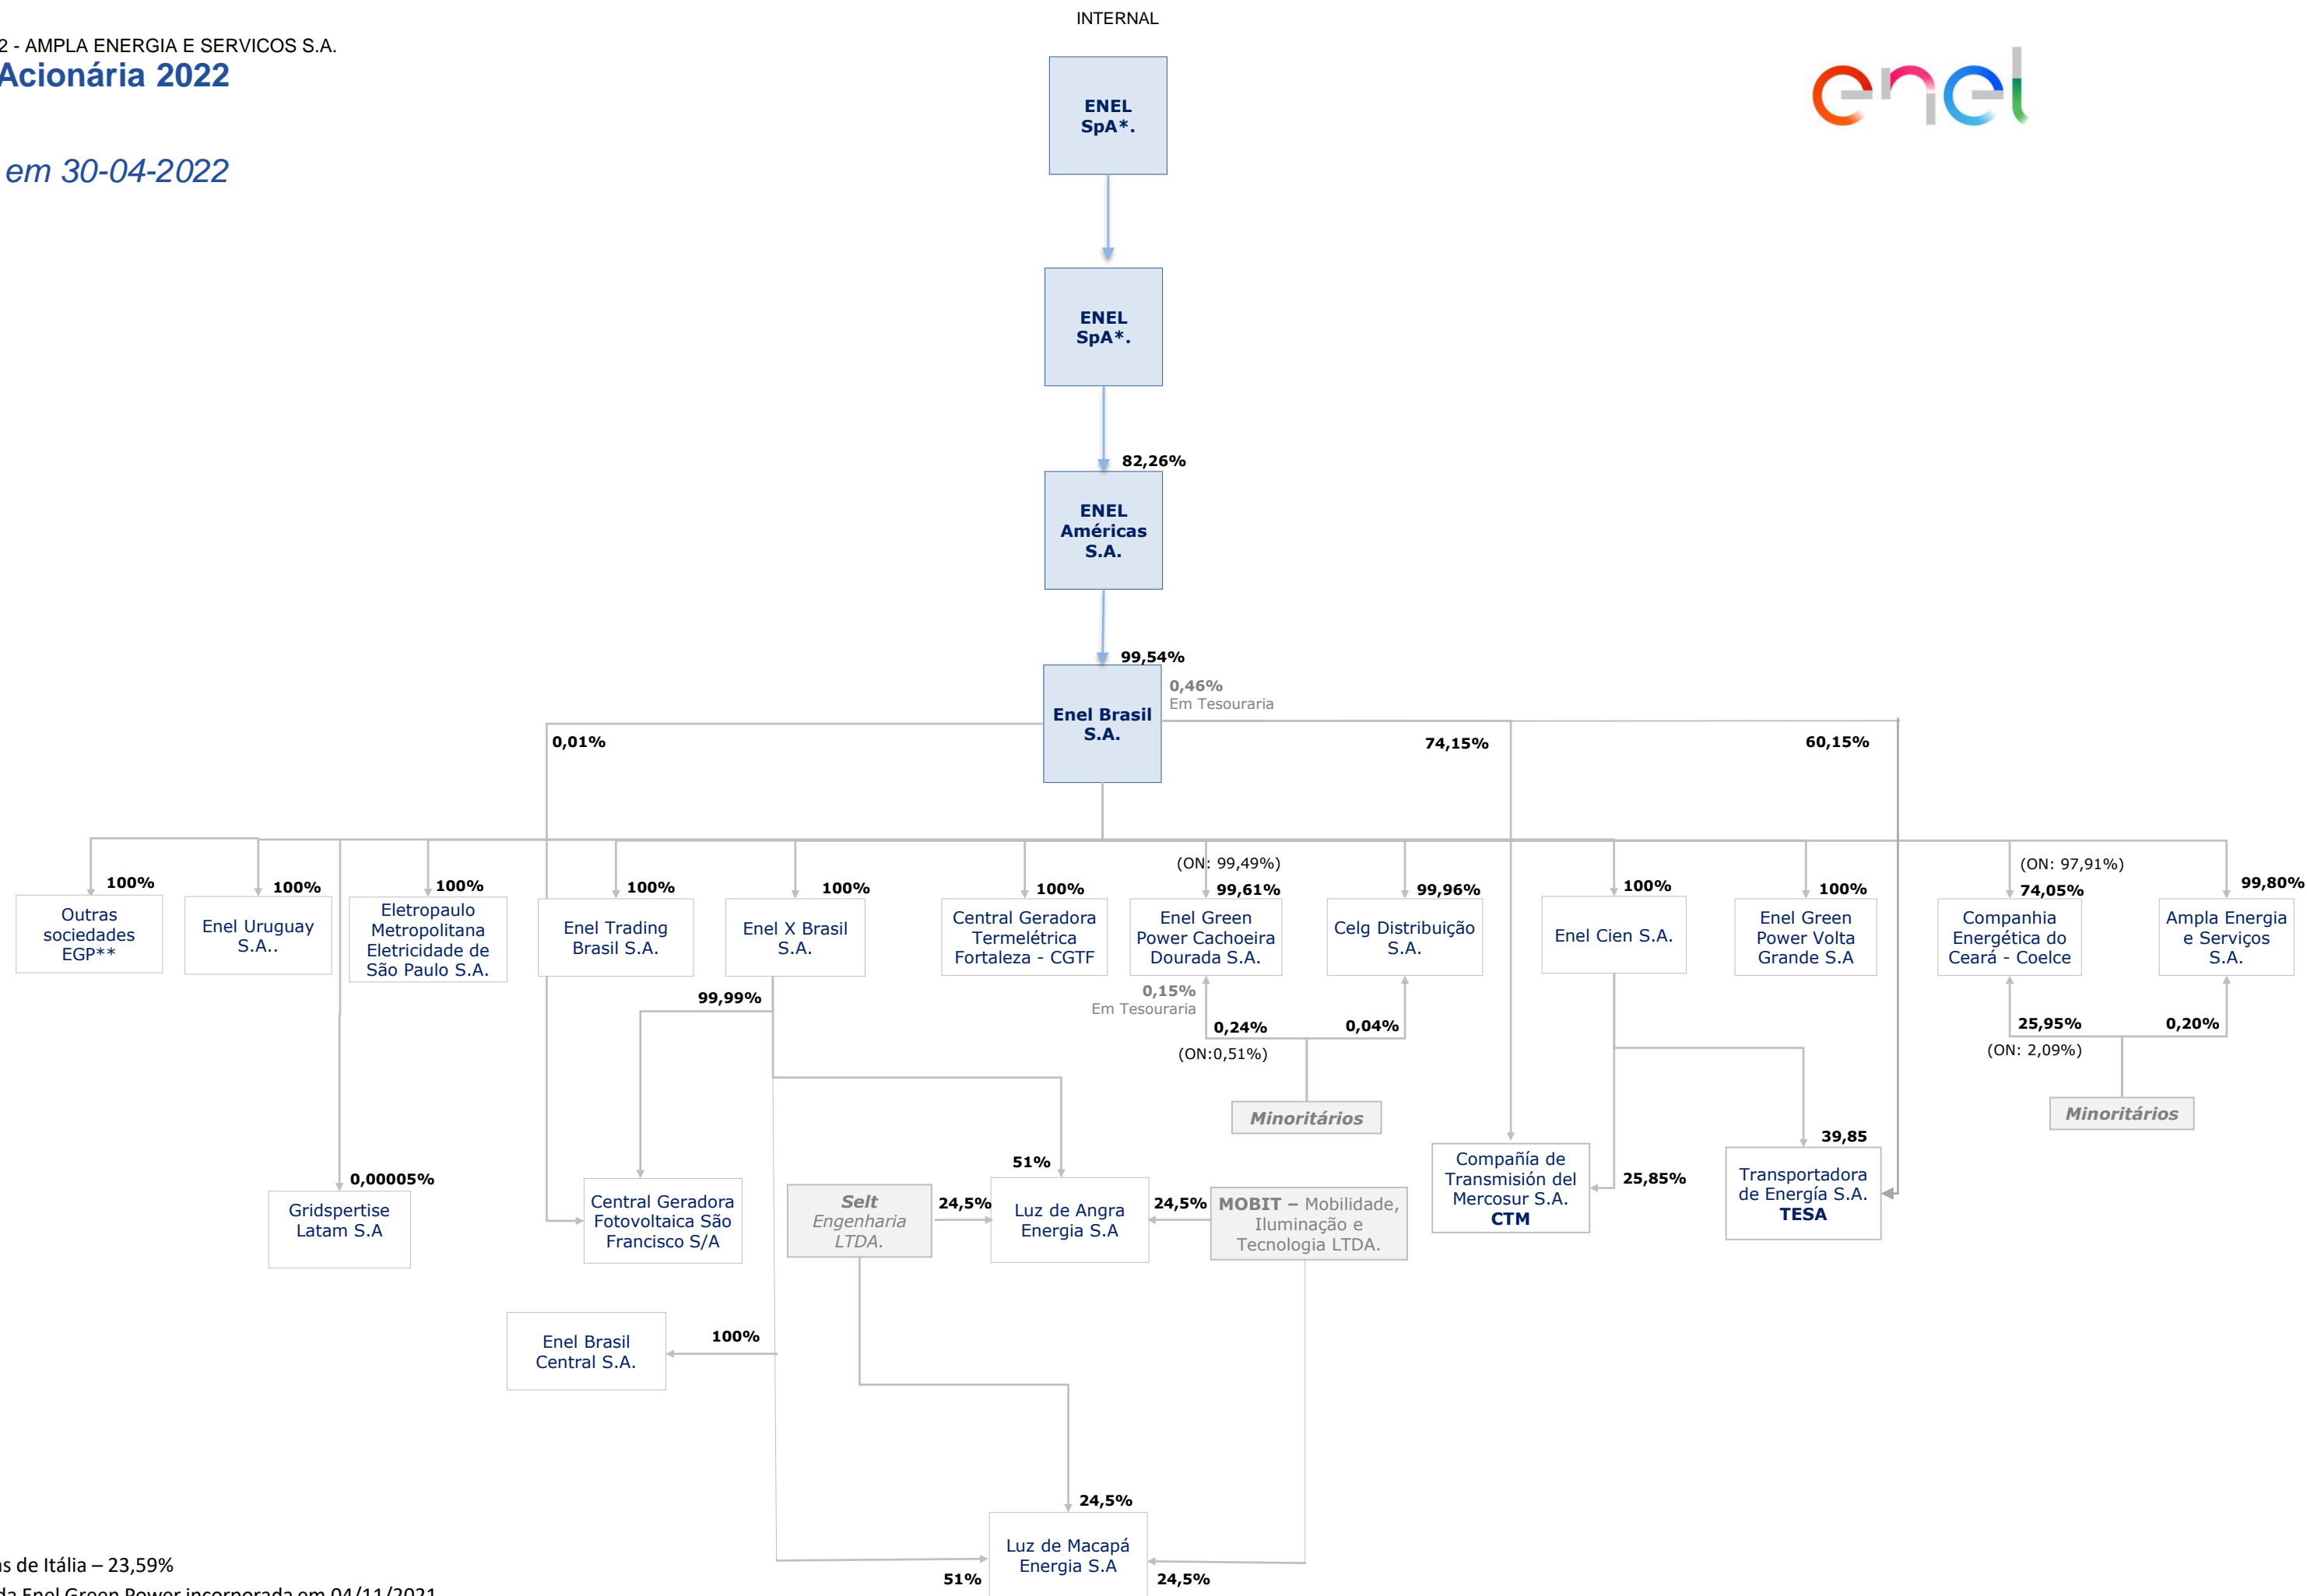 INTERNAL
2 - AMPLA ENERGIA E SERVICOS S.A.
Acionária 2022
enel
em 30-04-2022
ENEL
SpA*.
ENEL
SpA*.
82,26%
ENEL
Américas
S.A.
99,54%
Enel Brasil
S.A.
0,46%
Em Tesouraria
0,01%
74,15%
60,15%
(ON: 99,49%)
(ON: 97,91%)
100%
100%
100%
100%
100%
100%
99,61%
99,96%
100%
100%
74,05%
99,80%
Outras
sociedades
EGP**
Enel Uruguay
S.A..
Eletropaulo
Metropolitana
Eletricidade de
São Paulo S.A.
Enel Trading
Brasil S.A.
Enel X Brasil
S.A.
Central Geradora
Termelétrica
Fortaleza - CGTF
Enel Green
Power Cachoeira
Dourada S.A.
Celg Distribuição
S.A.
Enel Cien S.A.
Enel Green
Power Volta
Grande S.A
Companhia
Energética do
Ceará - Coelce
Ampla Energia
e Serviços
S.A.
99,99%
0,15%
Em Tesouraria
0,24%
0,04%
(ON:0,51%)
25,95%
0,20%
(ON: 2,09%)
Minoritários
Minoritários
0,00005%
Gridspertise
Latam S.A
Central Geradora
Fotovoltaica São
Francisco S/A
Selt
Engenharia
LTDA.
24,5%
51%
Luz de Angra
Energia S.A
24,5%
MOBIT – Mobilidade,
Iluminação e
Tecnologia LTDA.
Compañía de
Transmisión del
Mercosur S.A.
CTM
25,85%
39,85
Transportadora
de Energía S.A.
TESA
Enel Brasil
Central S.A.
100%
24,5%
Luz de Macapá
Energia S.A
51%
24,5%
de Itália – 23,59%
Enel Green Power incorporada em 04/11/2021